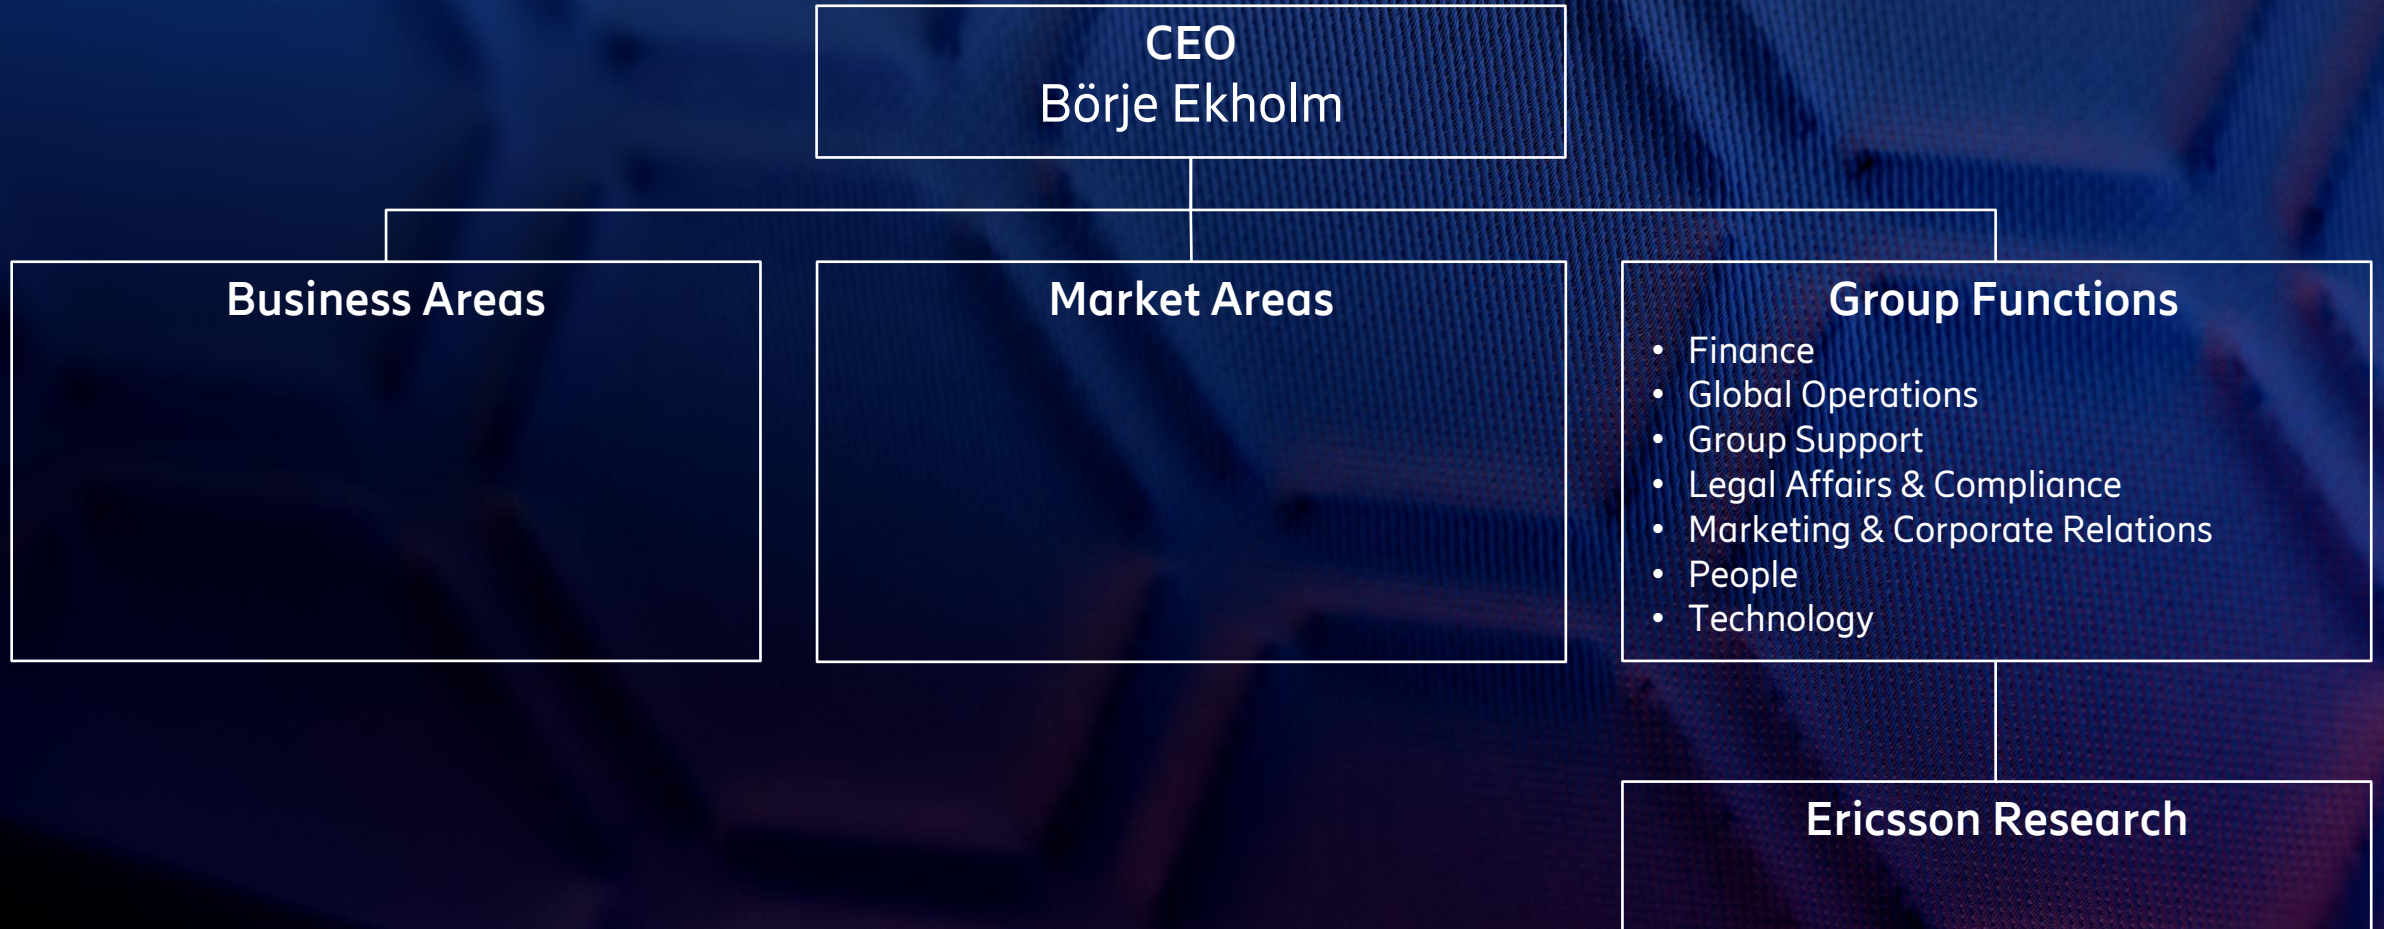 CEO
Börje Ekholm
Business Areas
Market Areas
Group Functions
• Finance
• Global Operations
• Group Support
• Legal Affairs & Compliance
• Marketing & Corporate Relations
• People
• Technology
Ericsson Research